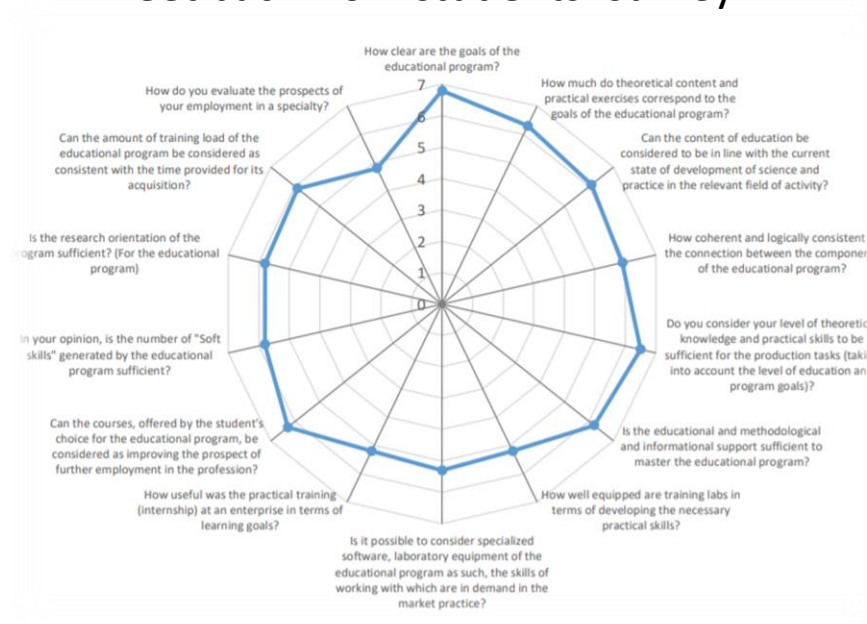 How clear are the goals of the
educational program?
How much do theoretical content and
practical exercises correspond to the
goals of the educational program?
Can the content of education be
considered to be in line with the current
state of development of science and
practice in the relevant field of activity?
How coherent and logically consistent
the connection between the
of the educational program?
Do you consider your level of
knowledge and practical skills to be
sufficient for the production tasks
into account the level of education
program goals)?
Is the educational and methodological
and informational support sufficient to
master the educational program?
How well equipped are training labs in
terms of developing the necessary
practical skills?
Is it possible to consider specialized
software, laboratory equipment of the
educational program as such, the skills of
working with which are in demand in the
market practice?
How useful was the practical training
(internship) at an enterprise in terms of
learning goals?
Can the courses, offered by the student's
choice for the educational program, be
considered as improving the prospect of
further employment in the profession?
In your opinion, is the number of "Soft
skills" generated by the educational
program sufficient?
Is the research orientation of the
sufficient? (For the educational
program)
Can the amount of training load of the
educational program be considered as
consistent with the time provided for its
acquisition?
How do you evaluate the prospects of
your employment in a specialty?
7
6
5
4
3
2
1
0